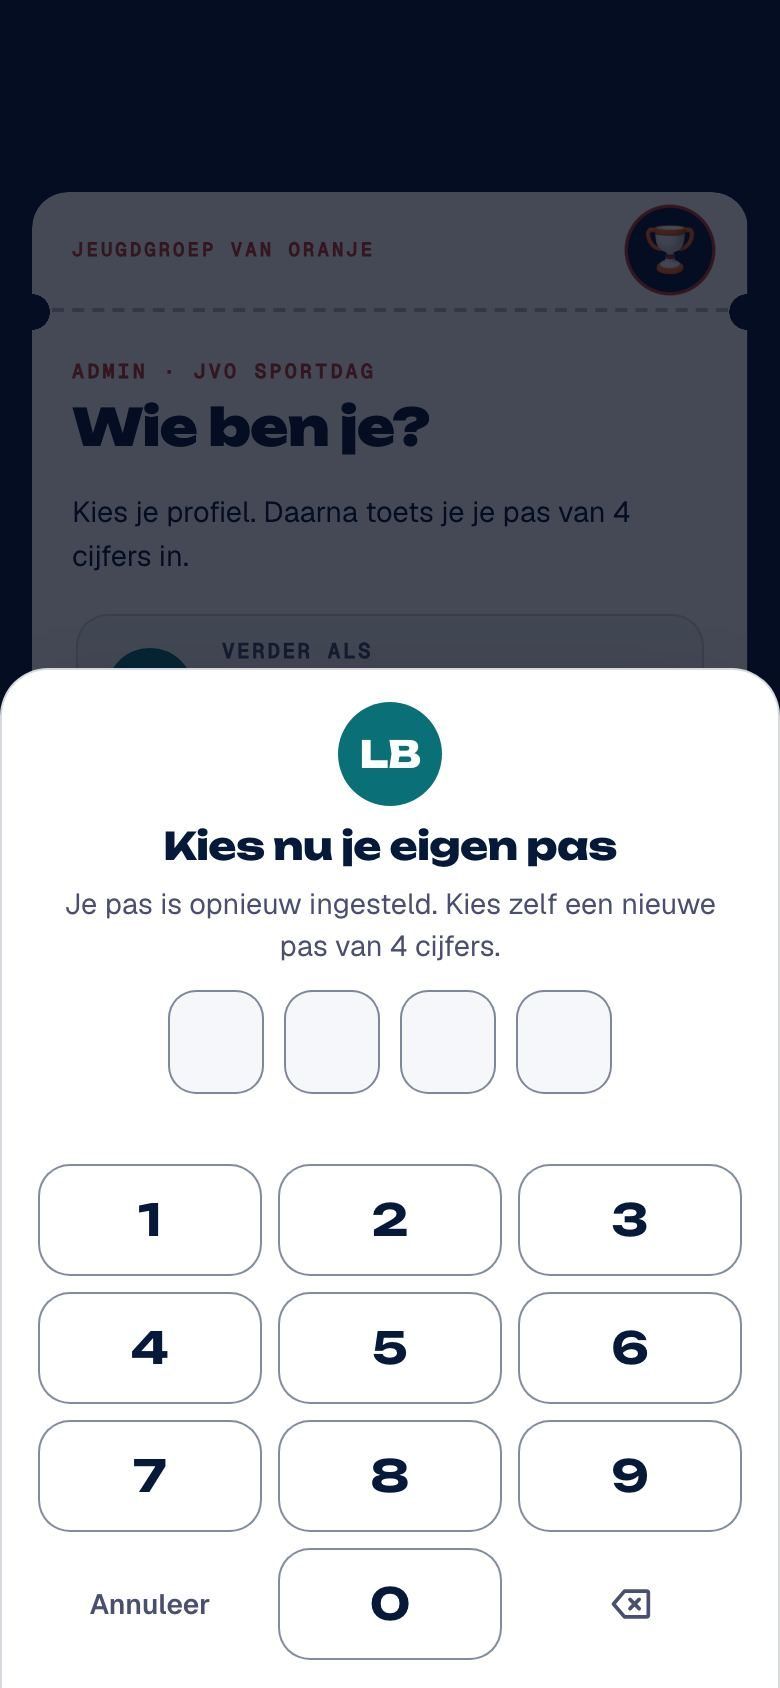 JEUGDGROEP VAN ORANJE
ADMIN · JVO SPORTDAG
Wie ben je?
Kies je profiel. Daarna toets je je pas van 4
cijfers in.
VERDER ALS
LB
Kies nu je eigen pas
Je pas is opnieuw ingesteld. Kies zelf een nieuwe
pas van 4 cijfers.
1 2 3
4 5 6
7 8 9
Annuleer 0